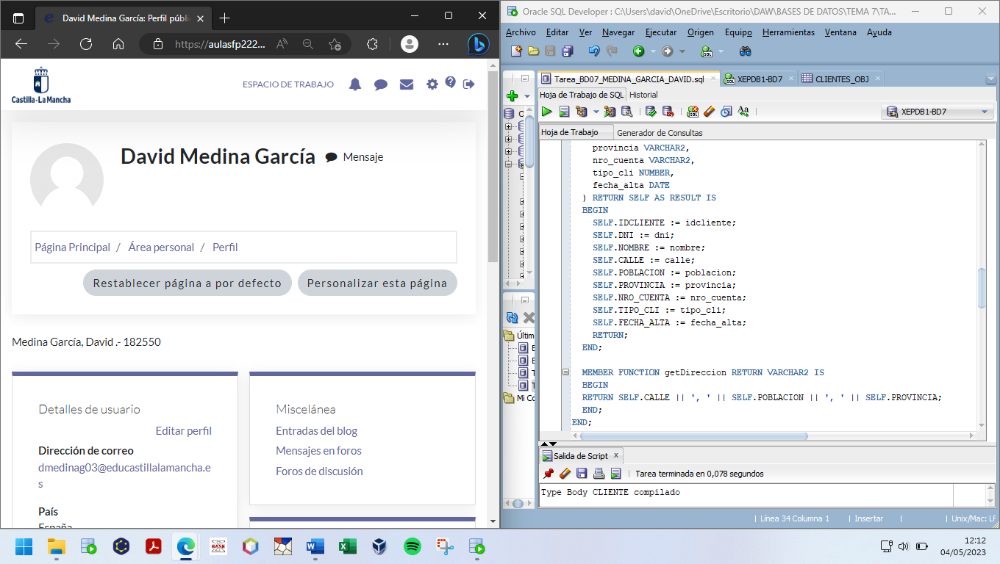 David Medina García: Perfil públi
https://aulasfp222...
Castilla-La Mancha
ESPACIO DE TRABAJO
David Medina García
Mensaje
Página Principal / Área personal / Perfil
Restablecer página a por defecto
Personalizar esta página
Medina García, David .- 182550
Detalles de usuario
Editar perfil
Dirección de correo
dmedinag03@educastillalamancha.e
s
País
España
Miscelánea
Entradas del blog
Mensajes en foros
Foros de discusión
Oracle SQL Developer : C:\Users\david\OneDrive\Escritorio\DAW\BASES DE DATOS\TEMA 7\TA...
Archivo Editar Ver Navegar Ejecutar Origen Equipo Herramientas Ventana Ayuda
Tarea_BD07_MEDINA_GARCIA_DAVID.sql
XEPDB1-BD7
CLIENTES_OBJ
Hoja de Trabajo de SQL Historial
XEPDB1-BD7
Hoja de Trabajo Generador de Consultas
provincia VARCHAR2,
nro_cuenta VARCHAR2,
tipo_cli NUMBER,
fecha_alta DATE
) RETURN SELF AS RESULT IS
BEGIN
SELF.IDCLIENTE := idcliente;
SELF.DNI := dni;
SELF.NOMBRE := nombre;
SELF.CALLE := calle;
SELF.POBLACION := poblacion;
SELF.PROVINCIA := provincia;
SELF.NRO_CUENTA := nro_cuenta;
SELF.TIPO_CLI := tipo_cli;
SELF.FECHA_ALTA := fecha_alta;
RETURN;
END;
MEMBER FUNCTION getDireccion RETURN VARCHAR2 IS
BEGIN
RETURN SELF.CALLE || ', ' || SELF.POBLACION || ', ' || SELF.PROVINCIA;
END;
END;
Últim
Mi Co
Salida de Script
Tarea terminada en 0,078 segundos
Type Body CLIENTE compilado
Línea 34 Columna 1
Insertar
Unix/Mac: LF
12:12
04/05/2023